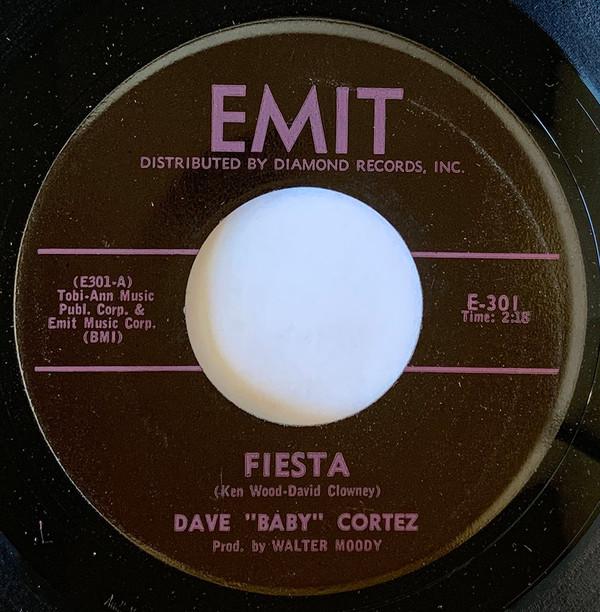 EMIT
DISTRIBUTED BY DIAMOND RECORDS, INC.
(E301-A)
Tobi-Ann Music
Publ. Corp. &
Emit Music Corp.
(BMI)
E-301
Time: 2:18
FIESTA
(Ken Wood-David Clowney)
DAVE "BABY" CORTEZ
Prod. by WALTER MOODY